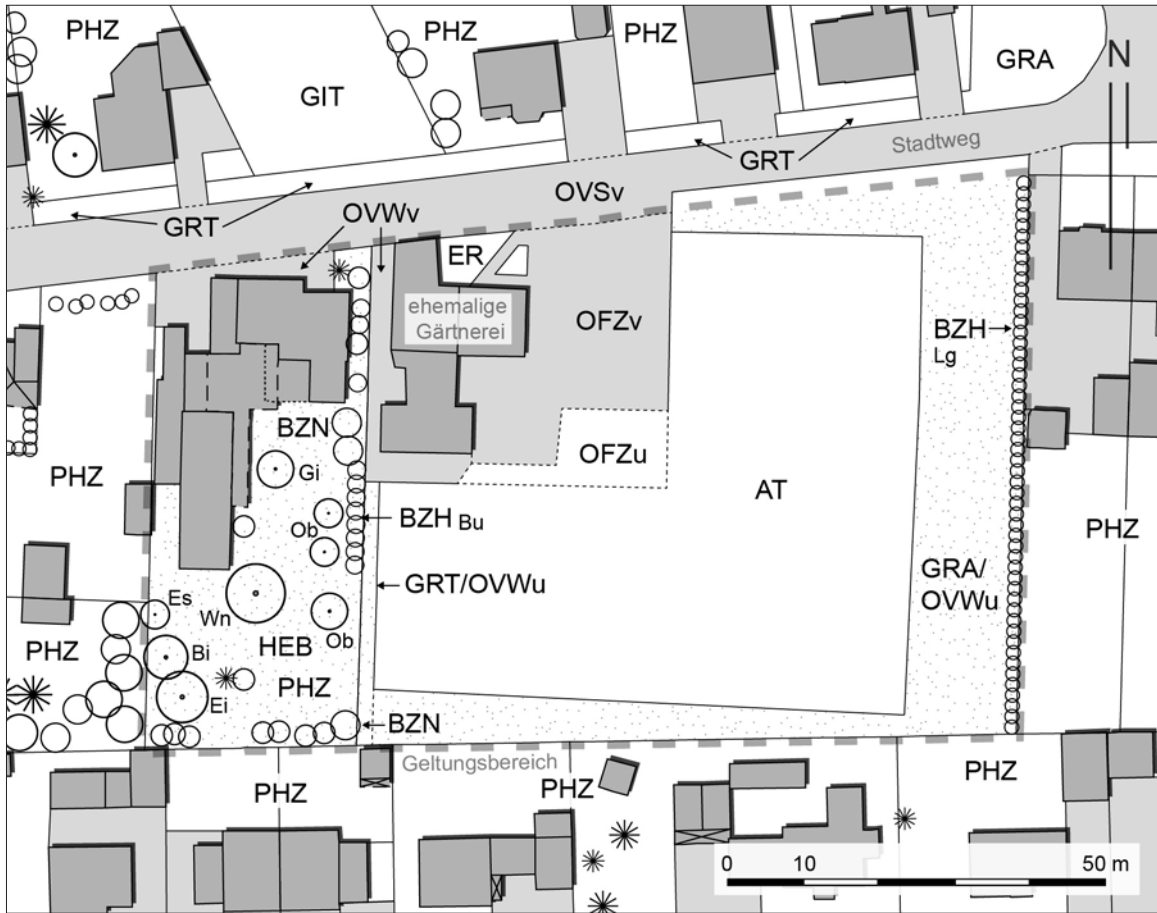 PHZ
PHZ
PHZ
GRA
N
GIT
Stadtweg
GRT
OVSv
GRT
OVWv
ER
ehemalige
Gärtnerei
OFZv
BZH
Lg
BZN
OFZu
PHZ
Gi
AT
Ob
BZH Bu
PHZ
GRA/
OVWu
GRT/OVWu
Es
Wn
Ob
HEB
PHZ
Bi
PHZ
Ei
BZN
Geltungsbereich
PHZ
PHZ
PHZ
0 10 50 m